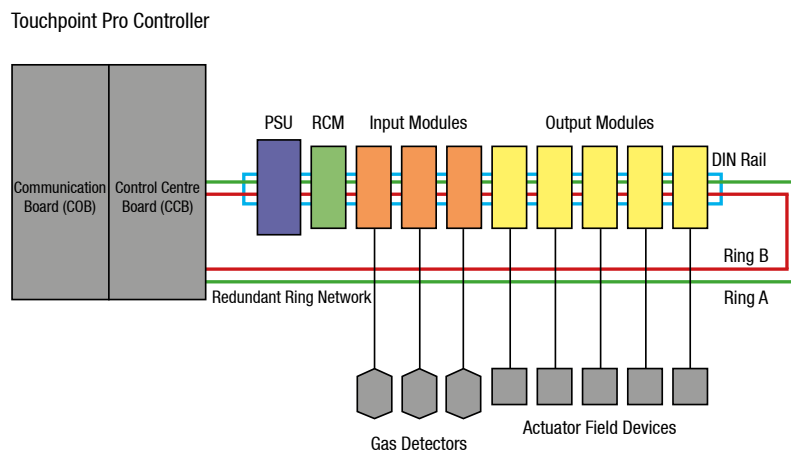 Touchpoint Pro Controller
PSU
RCM
Input Modules
Output Modules
DIN Rail
Communication
Board (COB)
Control Centre
Board (CCB)
Ring B
Redundant Ring Network
Ring A
Gas Detectors
Actuator Field Devices